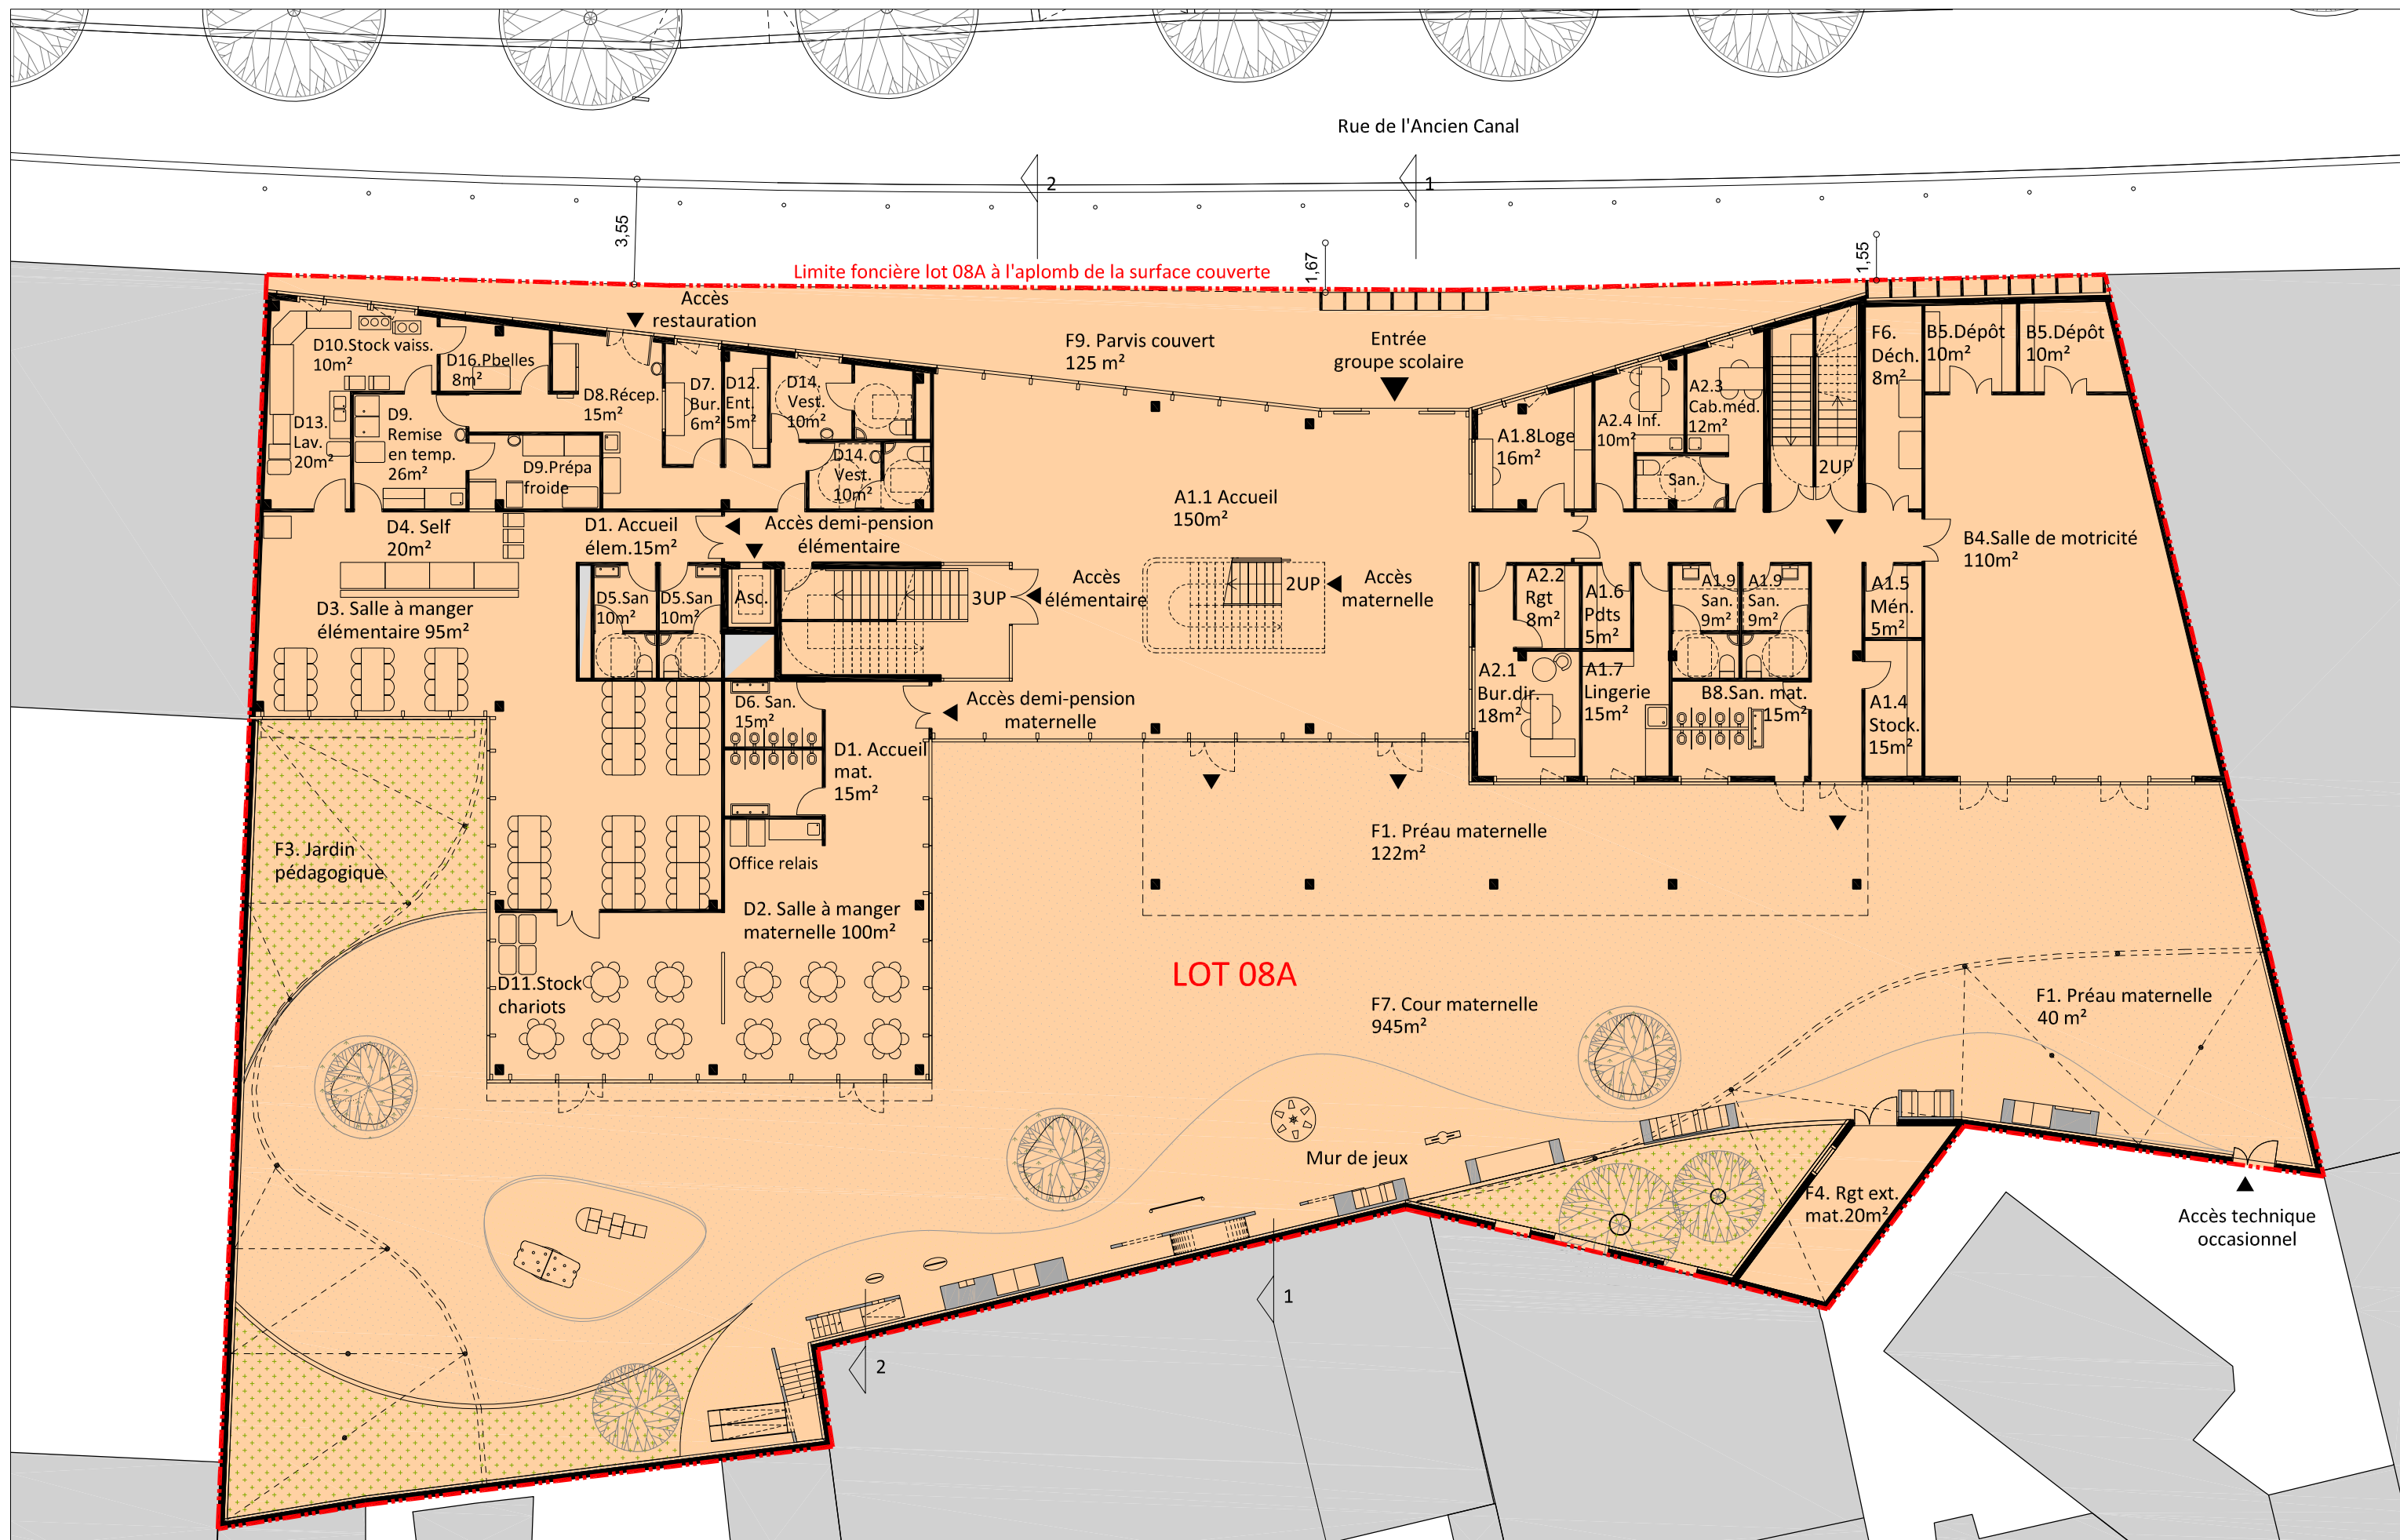 Rue de l'Ancien Canal
2
1
3,55
1,67
1,55
Limite foncière lot 08A à l'aplomb de la surface couverte
Accès
restauration
F9. Parvis couvert
125 m²
Entrée
groupe scolaire
D10.Stock vaiss.
10m²
D16.Pbelles
8m²
D8.Récep.
15m²
D7.
Bur.
6m²
D12.
Ent.
5m²
D14.
Vest.
10m²
D14.
Vest.
10m²
D13.
Lav.
20m²
D9.
Remise
en temp.
26m²
D9.Prépa
froide
A1.1 Accueil
150m²
A1.8Loge
16m²
A2.4 Inf.
10m²
A2.3
Cab.méd.
12m²
San.
2UP
F6.
Déch.
8m²
B5.Dépôt
10m²
B5.Dépôt
10m²
B4.Salle de motricité
110m²
D4. Self
20m²
D1. Accueil
élem.15m²
Accès demi-pension
élémentaire
D3. Salle à manger
élémentaire 95m²
D5.San
10m²
D5.San
10m²
Asc.
3UP
Accès
élémentaire
2UP
Accès
maternelle
A2.2
Rgt
8m²
A1.6
Pdts
5m²
A1.9
San.
9m²
A1.9
San.
9m²
A1.5
Mén.
5m²
A2.1
Bur.dir.
18m²
A1.7
Lingerie
15m²
B8.San. mat.
15m²
A1.4
Stock.
15m²
Accès demi-pension
maternelle
D6. San.
15m²
D1. Accueil
mat.
15m²
Office relais
F3. Jardin
pédagogique
F1. Préau maternelle
122m²
D2. Salle à manger
maternelle 100m²
D11.Stock
chariots
LOT 08A
F7. Cour maternelle
945m²
F1. Préau maternelle
40 m²
Mur de jeux
F4. Rgt ext.
mat.20m²
Accès technique
occasionnel
1
2